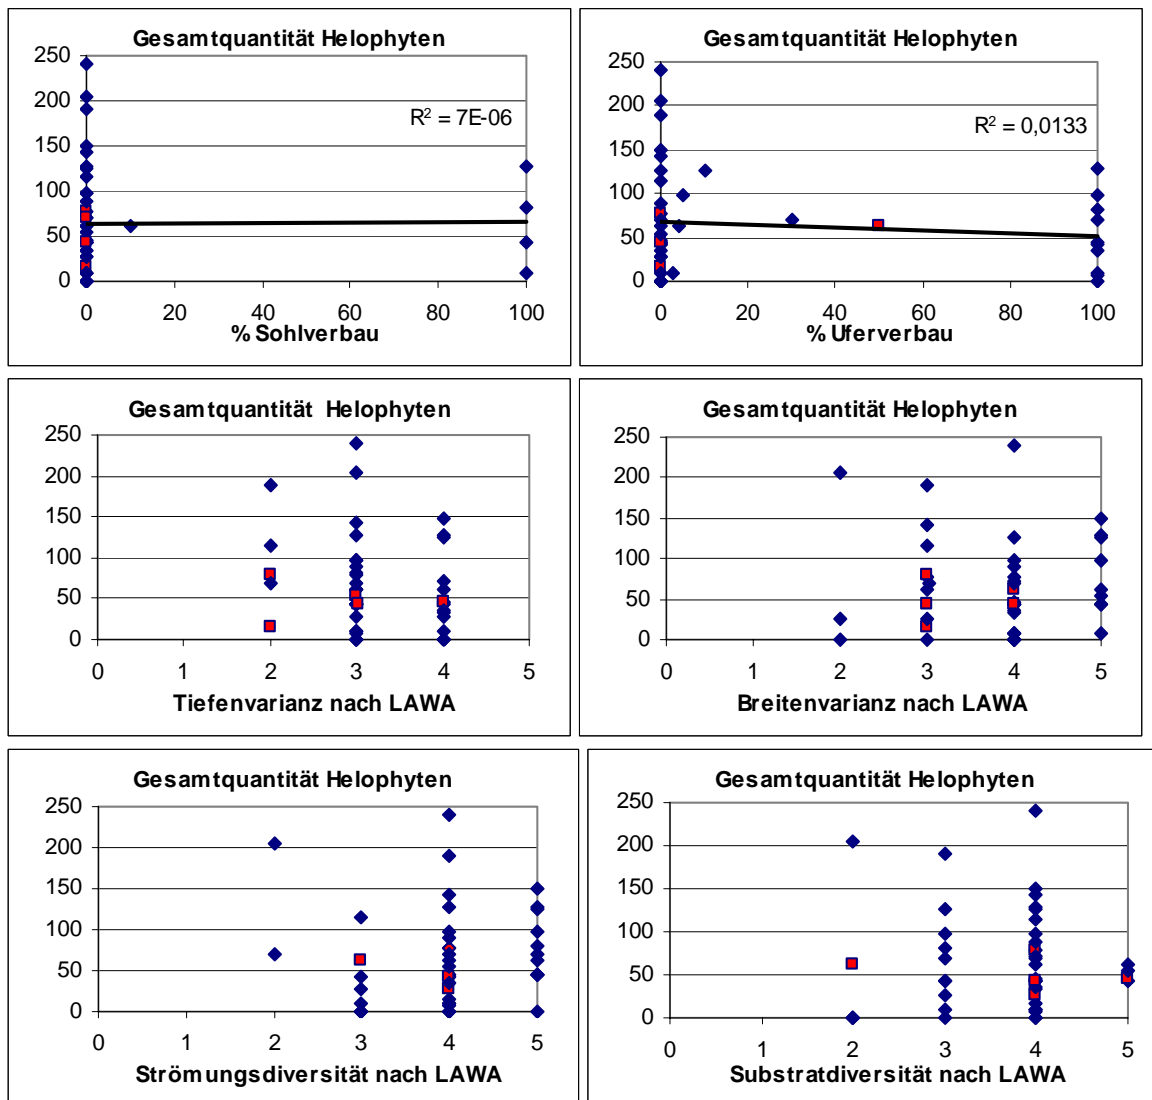 Gesamtquantität Helophyten
250
200
150
100
50
0
R² = 7E-06
0 20 40 60 80 100
% Sohlverbau
Gesamtquantität Helophyten
250
200
150
100
50
0
R² = 0,0133
0 20 40 60 80 100
% Uferverbau
Gesamtquantität Helophyten
250
200
150
100
50
0
0 1 2 3 4 5
Tiefenvarianz nach LAWA
Gesamtquantität Helophyten
250
200
150
100
50
0
0 1 2 3 4 5
Breitenvarianz nach LAWA
Gesamtquantität Helophyten
250
200
150
100
50
0
0 1 2 3 4 5
Strömungsdiversität nach LAWA
Gesamtquantität Helophyten
250
200
150
100
50
0
0 1 2 3 4 5
Substratdiversität nach LAWA